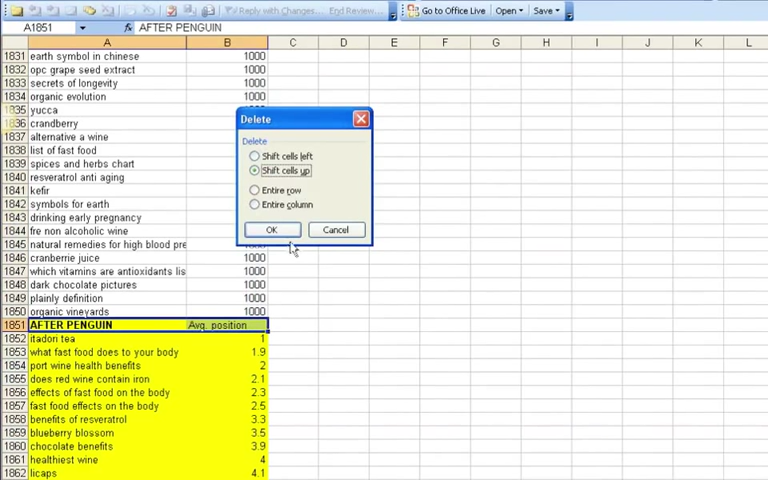 Reply with Changes... End Review... Go to Office Live Open Save
A1851 fx AFTER PENGUIN
A B C D E F G H I J K L
1831 earth symbol in chinese 1000
1832 opc grape seed extract 1000
1833 secrets of longevity 1000
1834 organic evolution 1000
1835 yucca
1836 crandberry
1837 alternative a wine
1838 list of fast food
1839 spices and herbs chart
1840 resveratrol anti aging
1841 kefir
1842 symbols for earth
1843 drinking early pregnancy
1844 fre non alcoholic wine
1845 natural remedies for high blood pre 1000
1846 cranberrie juice 1000
1847 which vitamins are antioxidants lis 1000
1848 dark chocolate pictures 1000
1849 plainly definition 1000
1850 organic vineyards 1000
1851 AFTER PENGUIN Avg. position
1852 itadori tea 1
1853 what fast food does to your body 1.9
1854 port wine health benefits 2
1855 does red wine contain iron 2.1
1856 effects of fast food on the body 2.3
1857 fast food effects on the body 2.5
1858 benefits of resveratrol 3.3
1859 blueberry blossom 3.5
1860 chocolate benefits 3.9
1861 healthiest wine 4
1862 licaps 4.1
Delete
Delete
Shift cells left
Shift cells up
Entire row
Entire column
OK Cancel